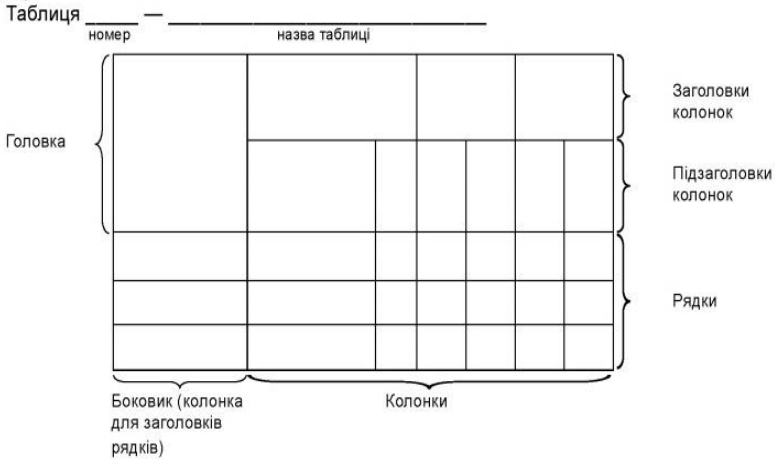 Таблиця _____ — ______________________________
номер назва таблиці
Заголовки
колонок
Головка
Підзаголовки
колонок
Рядки
Боковик (колонка
для заголовків
рядків)
Колонки